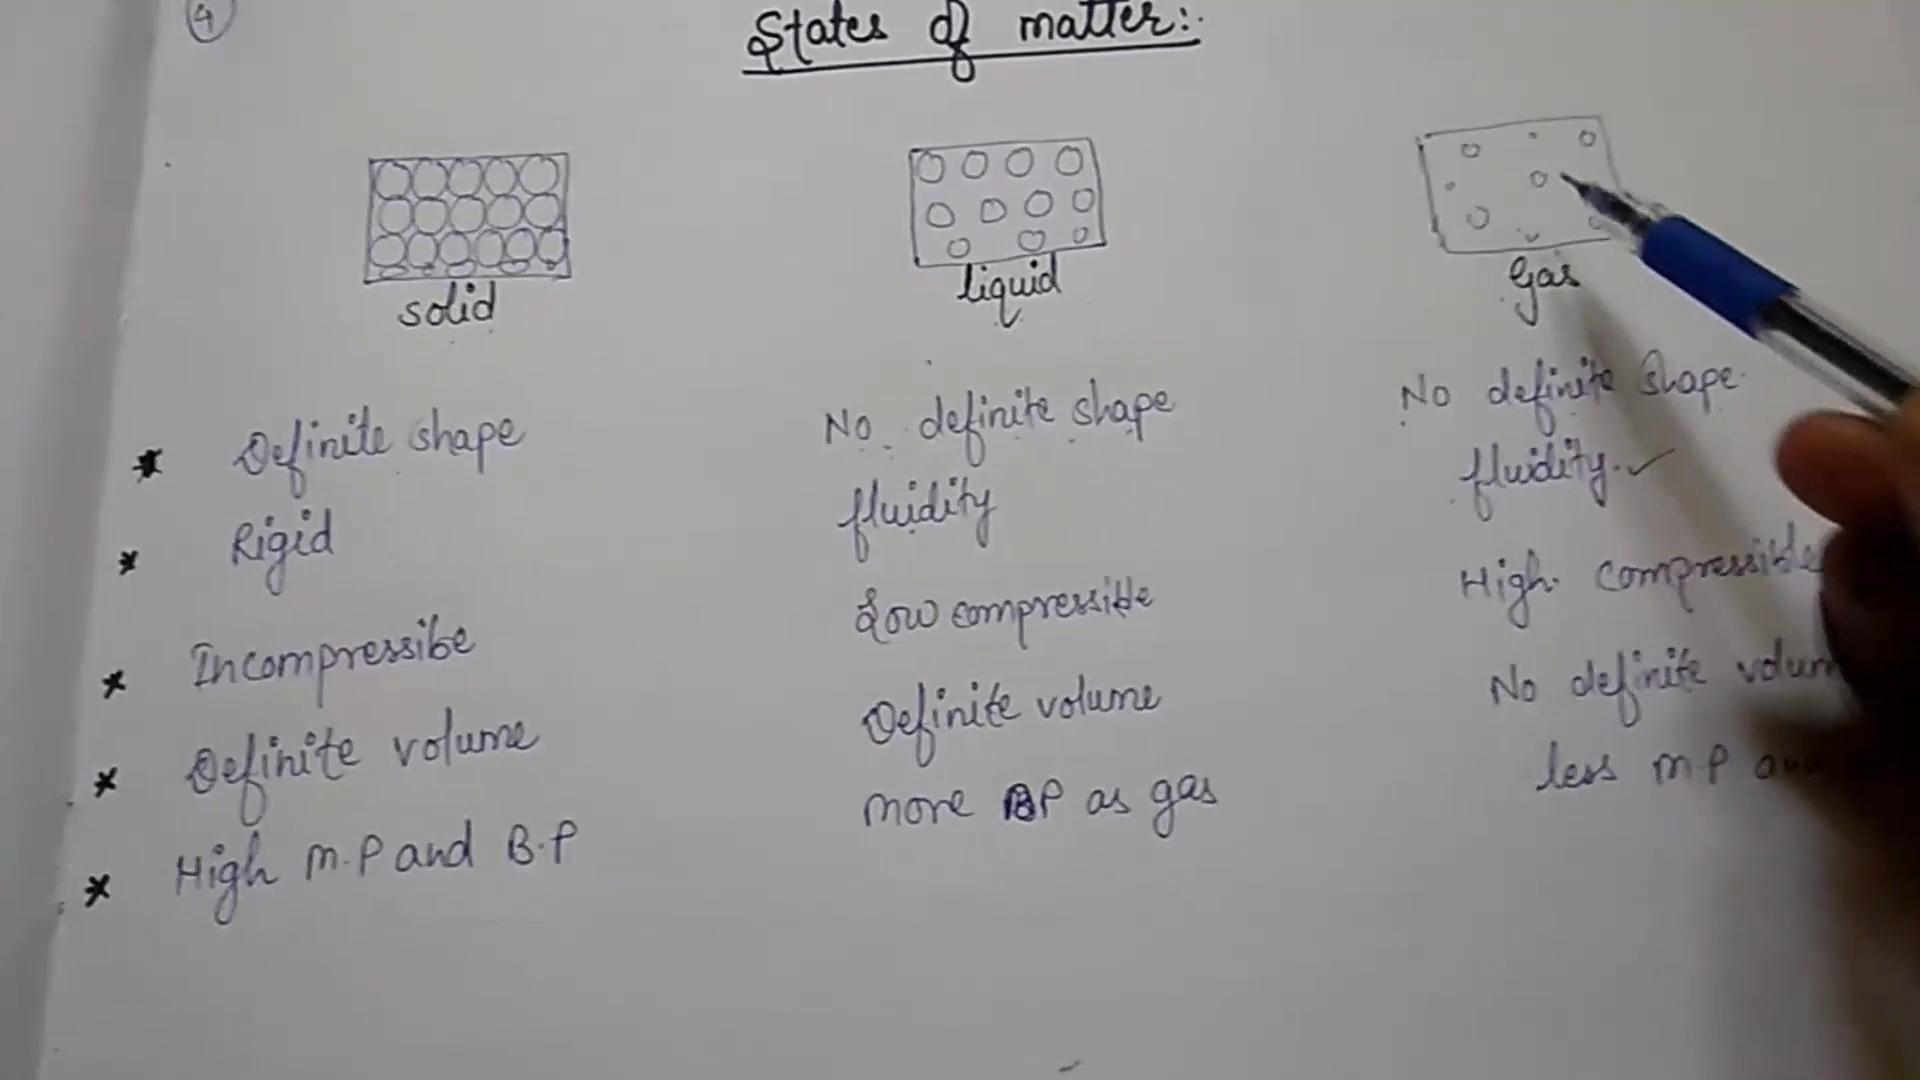 4
States of matter:
solid liquid Gas
* Definite shape No definite shape No definite shape
* Rigid fluidity fluidity. ✓
* Incompressibe Low compressible High compressible
* Definite volume Definite volume No definite
* High M.P and B.P more BP as gas less M.P